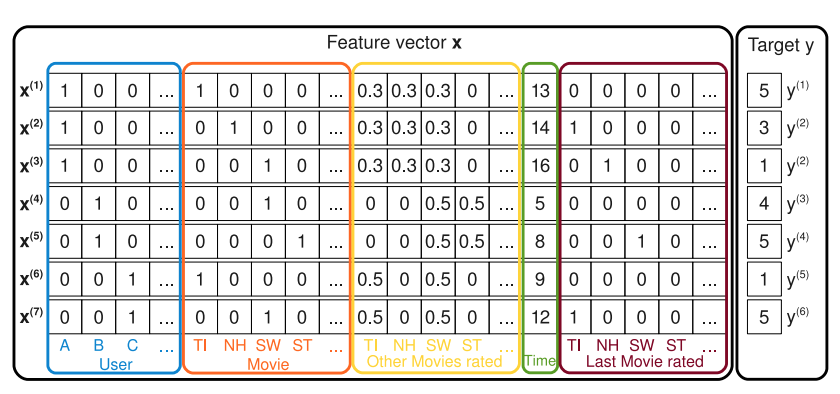 Feature vector x Target y
x(1) 1 0 0 ... 1 0 0 0 ... 0.3 0.3 0.3 0 ... 13 0 0 0 0 ... 5 y(1)
x(2) 1 0 0 ... 0 1 0 0 ... 0.3 0.3 0.3 0 ... 14 1 0 0 0 ... 3 y(2)
x(3) 1 0 0 ... 0 0 1 0 ... 0.3 0.3 0.3 0 ... 16 0 1 0 0 ... 1 y(2)
x(4) 0 1 0 ... 0 0 1 0 ... 0 0 0.5 0.5 ... 5 0 0 0 0 ... 4 y(3)
x(5) 0 1 0 ... 0 0 0 1 ... 0 0 0.5 0.5 ... 8 0 0 1 0 ... 5 y(4)
x(6) 0 0 1 ... 1 0 0 0 ... 0.5 0 0.5 0 ... 9 0 0 0 0 ... 1 y(5)
x(7) 0 0 1 ... 0 0 1 0 ... 0.5 0 0.5 0 ... 12 1 0 0 0 ... 5 y(6)
A B C ... TI NH SW ST ... TI NH SW ST ... TI NH SW ST ...
User Movie Other Movies rated Time Last Movie rated